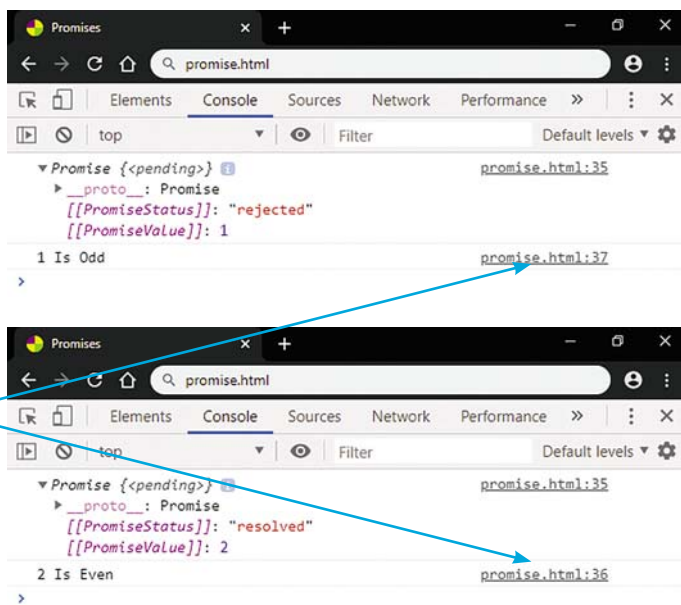 Promises
promise.html
Elements Console Sources Network Performance »
top Filter Default levels
Promise {<pending>} promise.html:35
__proto__: Promise
[[PromiseStatus]]: "rejected"
[[PromiseValue]]: 1
1 Is Odd promise.html:37
>
Promises
promise.html
Elements Console Sources Network Performance »
top Filter Default levels
Promise {<pending>} promise.html:35
__proto__: Promise
[[PromiseStatus]]: "resolved"
[[PromiseValue]]: 2
2 Is Even promise.html:36
>